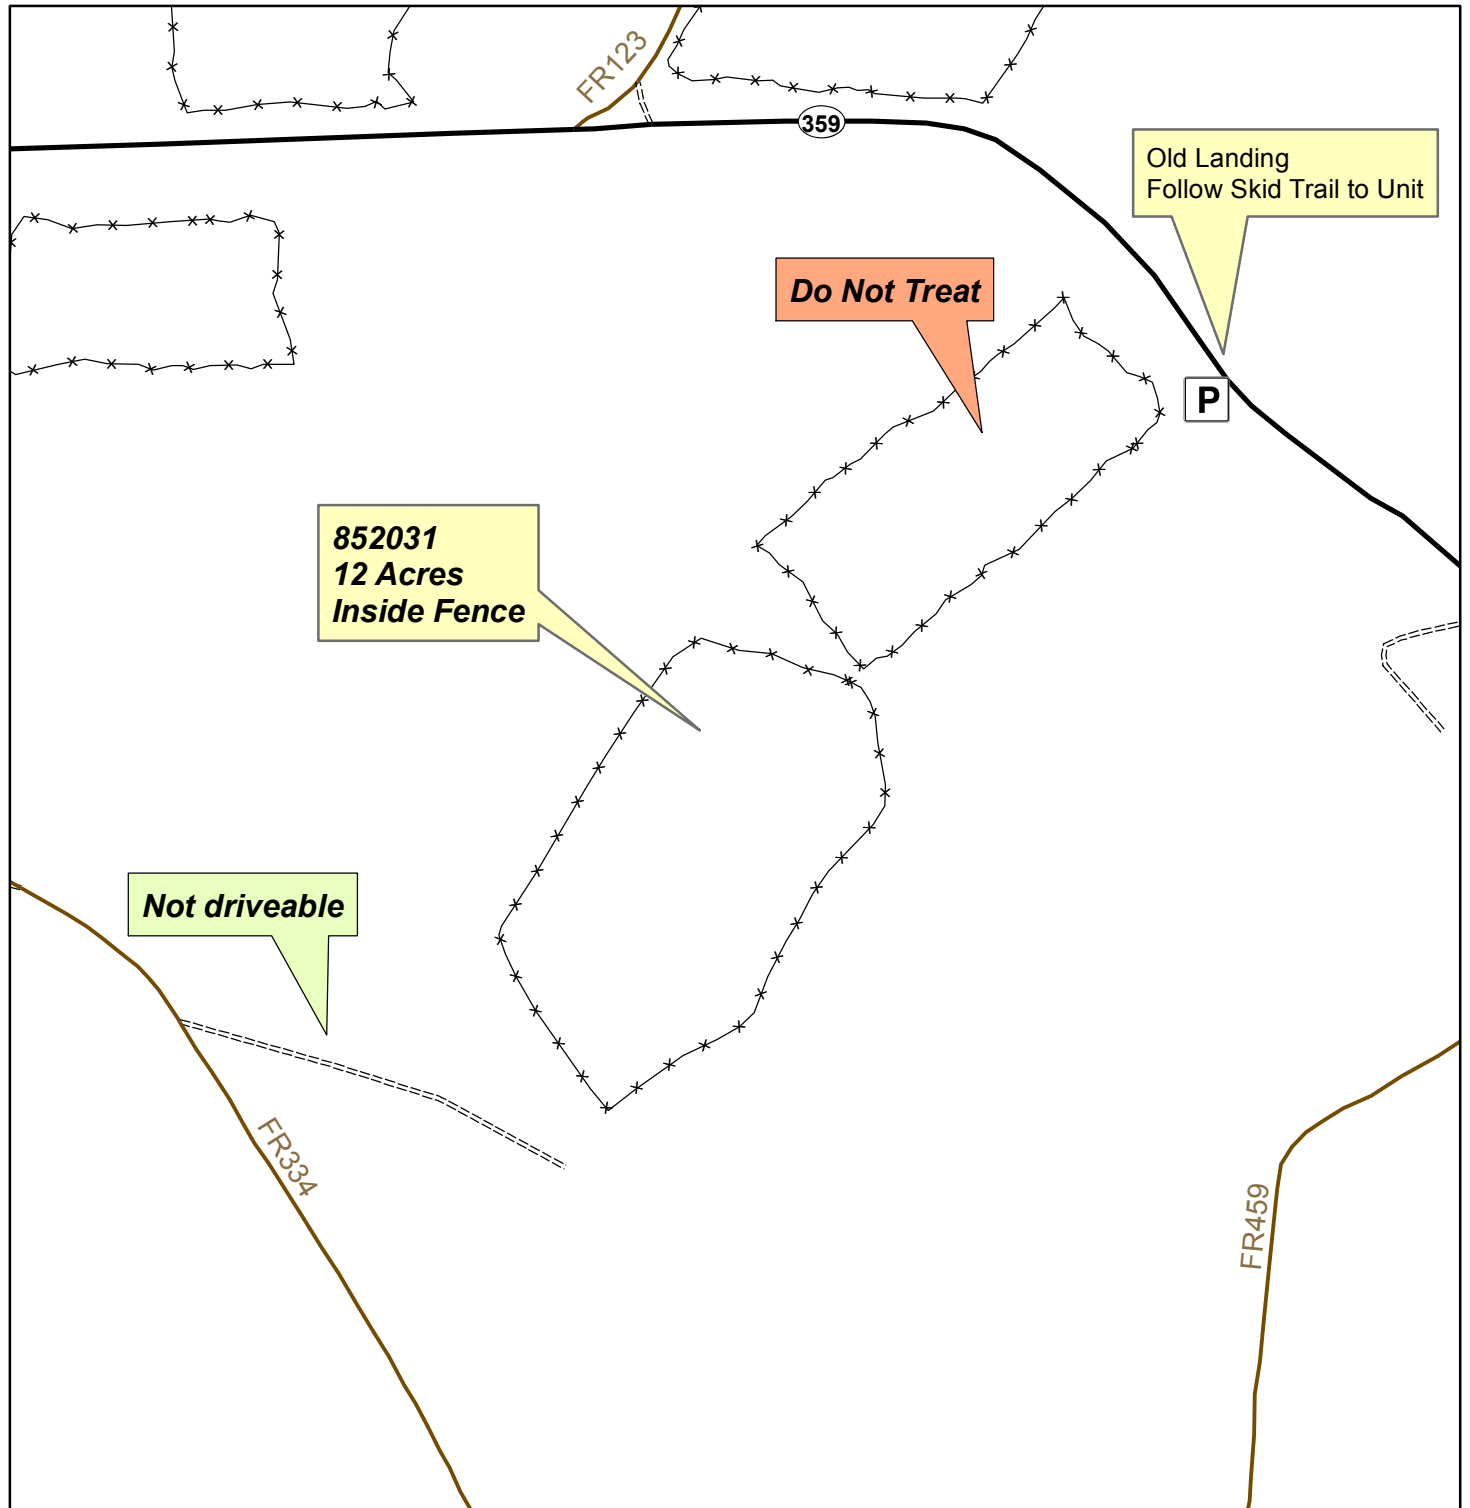 FR123
359
Old Landing
Follow Skid Trail to Unit
Do Not Treat
P
852031
12 Acres
Inside Fence
Not driveable
FR334
FR459